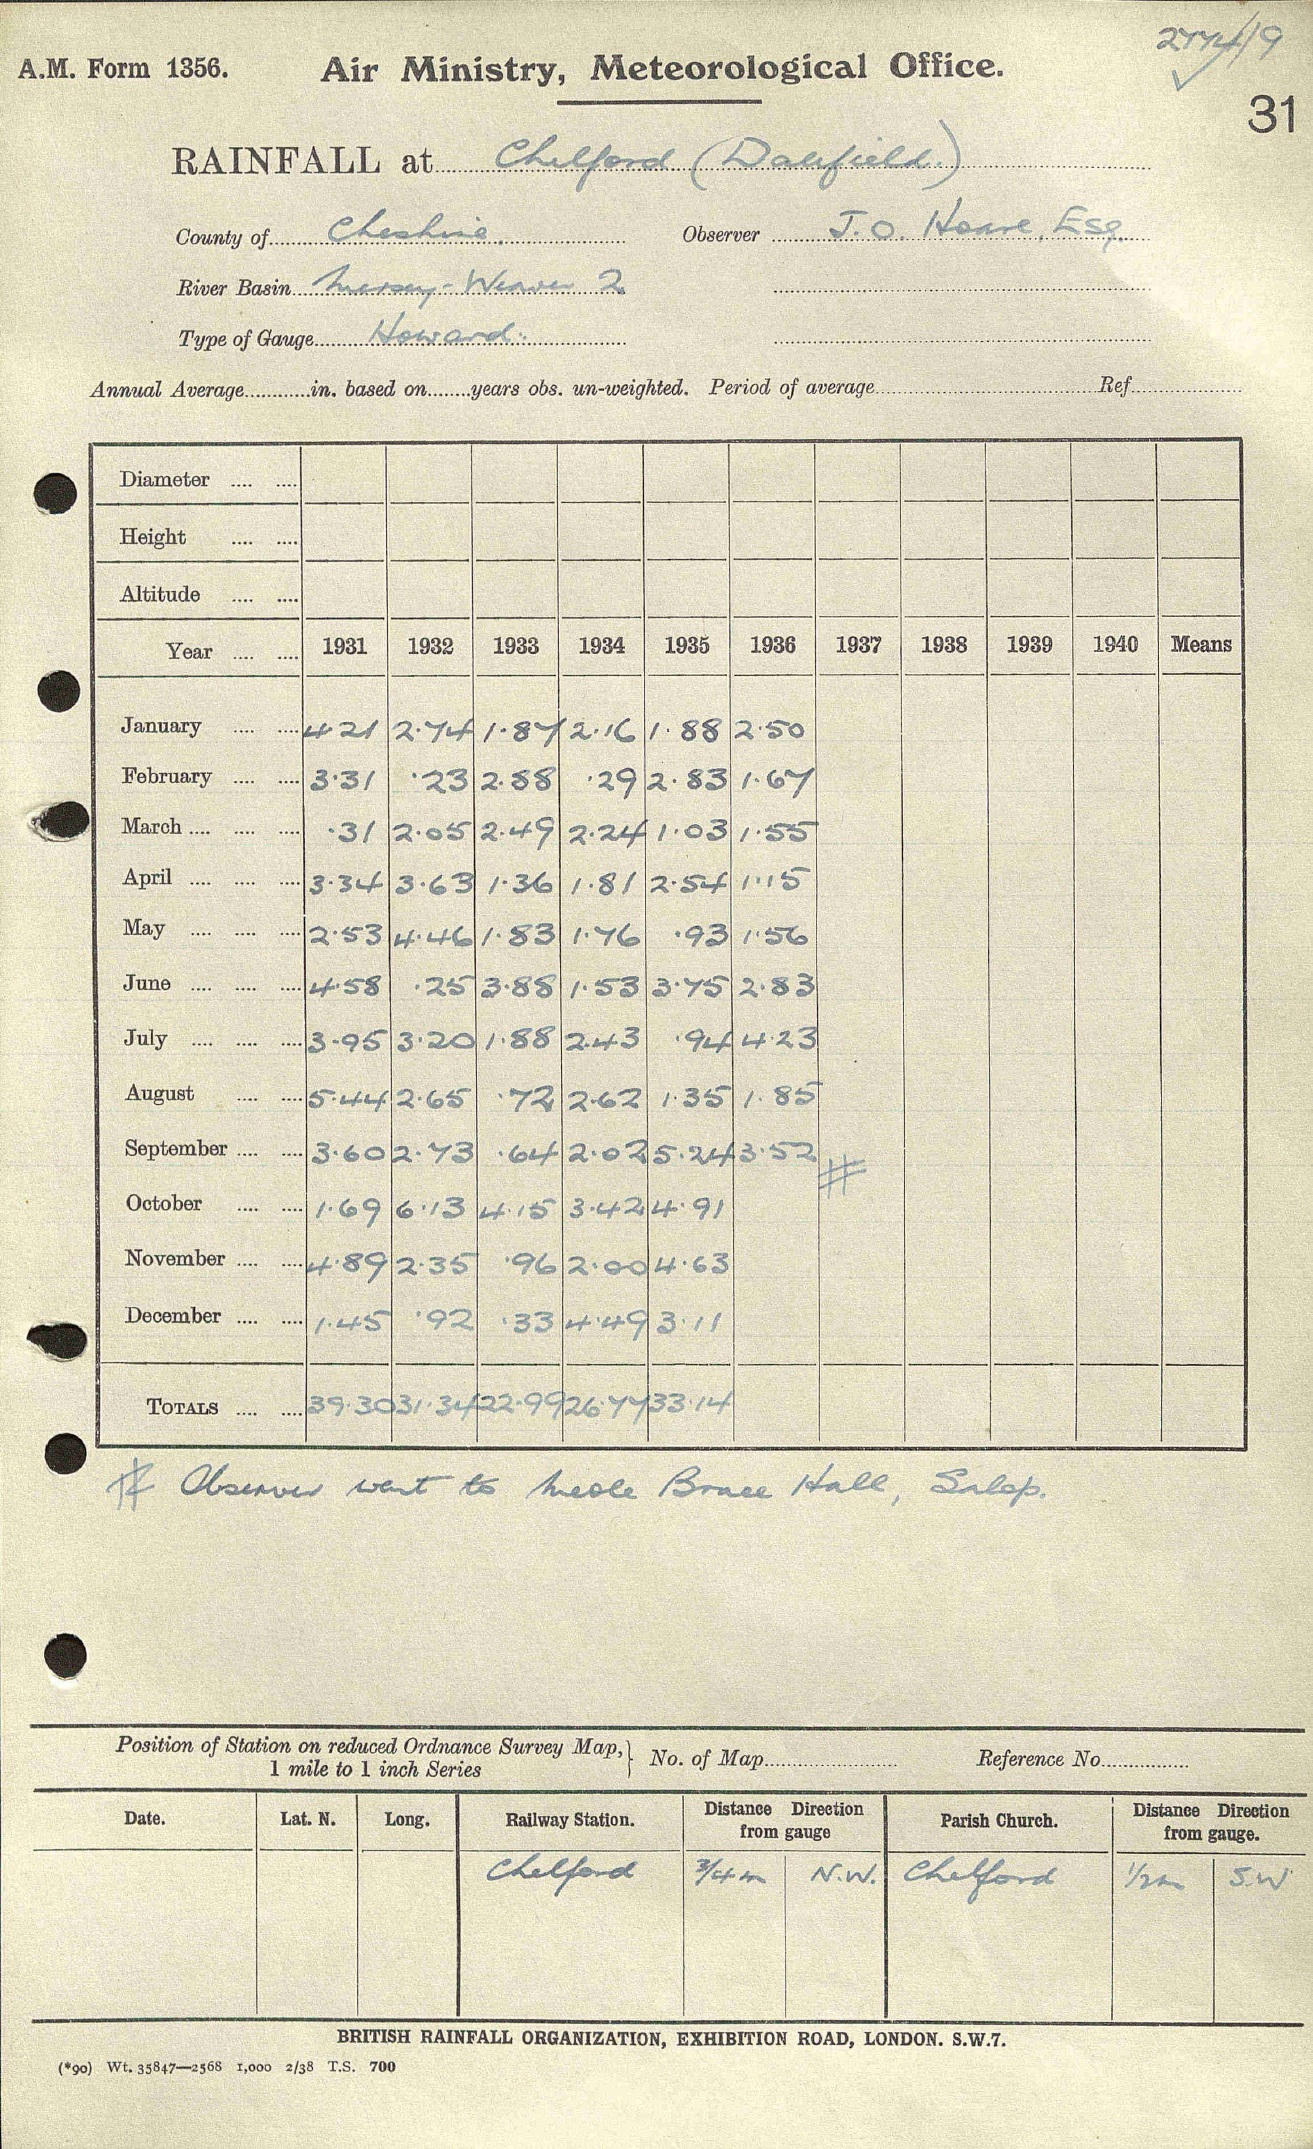 2774/9
A.M. Form 1356. Air Ministry, Meteorological Office.
31
RAINFALL at Chelford (Dalefield.)
County of Cheshire. Observer J. O. Hoare, Esq.
River Basin Mersey-Weaver 2
Type of Gauge Howard.
Annual Average in. based on years obs. un-weighted. Period of average Ref
Diameter
Height
Altitude
Year 1931 1932 1933 1934 1935 1936 1937 1938 1939 1940 Means
January 4.21 2.74 1.87 2.16 1.88 2.50
February 3.31 .23 2.88 .29 2.83 1.67
March .31 2.05 2.49 2.24 1.03 1.55
April 3.34 3.63 1.36 1.81 2.54 1.15
May 2.53 4.46 1.83 1.76 .93 1.56
June 4.58 .25 3.88 1.53 3.75 2.83
July 3.95 3.20 1.88 2.43 .94 4.23
August 5.44 2.65 .72 2.62 1.35 1.85
September 3.60 2.73 .64 2.02 5.24 3.52 #
October 1.69 6.13 4.15 3.42 4.91
November 4.89 2.35 .96 2.00 4.63
December 1.45 .92 .33 4.49 3.11
TOTALS 39.30 31.34 22.99 26.77 33.14
# Observer went to Meole Brace Hall, Salop.
Position of Station on reduced Ordnance Survey Map, 1 mile to 1 inch Series } No. of Map Reference No.
Date. Lat. N. Long. Railway Station. Distance Direction from gauge Parish Church. Distance Direction from gauge.
Chelford 3/4m N.W. Chelford 1/2m S.W
BRITISH RAINFALL ORGANIZATION, EXHIBITION ROAD, LONDON. S.W.7.
(*90) Wt. 35847—2568 1,000 2/38 T.S. 700